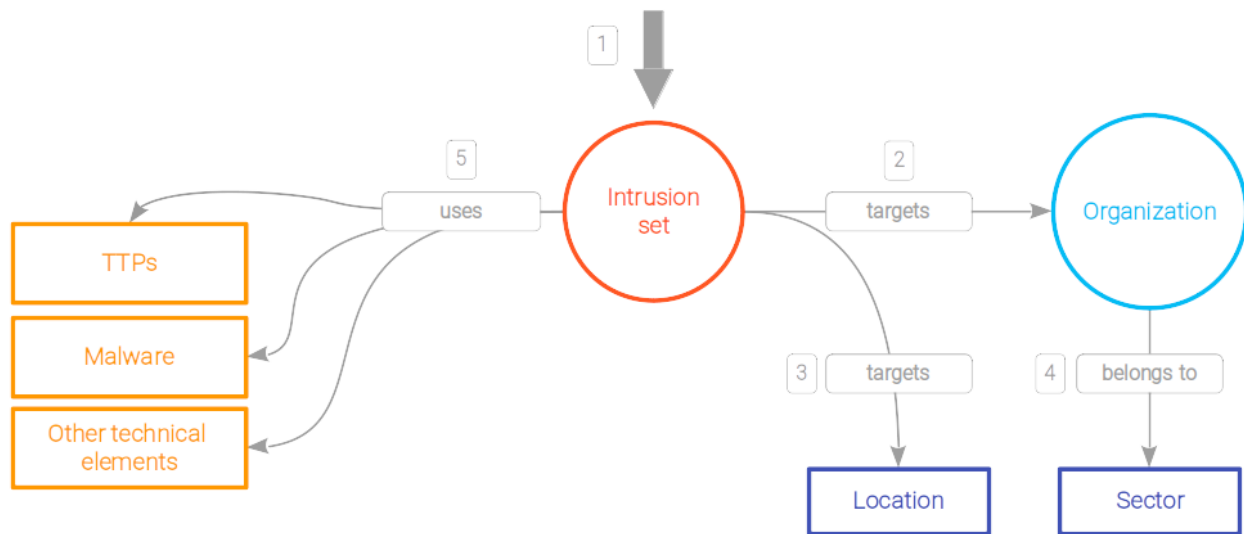 1
5
2
uses
Intrusion
set
targets
Organization
TTPs
Malware
3
targets
4
belongs to
Other technical
elements
Location
Sector